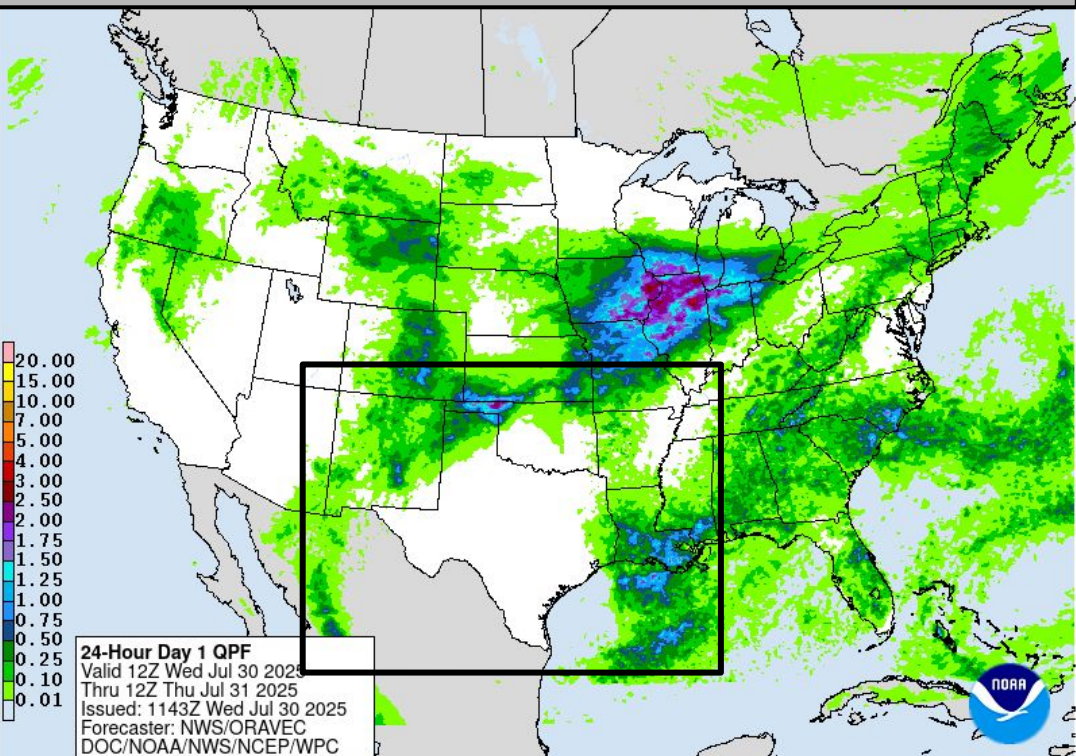 20.00
15.00
10.00
7.00
5.00
4.00
3.00
2.50
2.00
1.75
1.50
1.25
1.00
0.75
0.50
0.25
0.10
0.01
24-Hour Day 1 QPF
Valid 12Z Wed Jul 30 2025
Thru 12Z Thu Jul 31 2025
Issued: 1143Z Wed Jul 30 2025
Forecaster: NWS/ORAVEC
DOC/NOAA/NWS/NCEP/WPC
NOAA